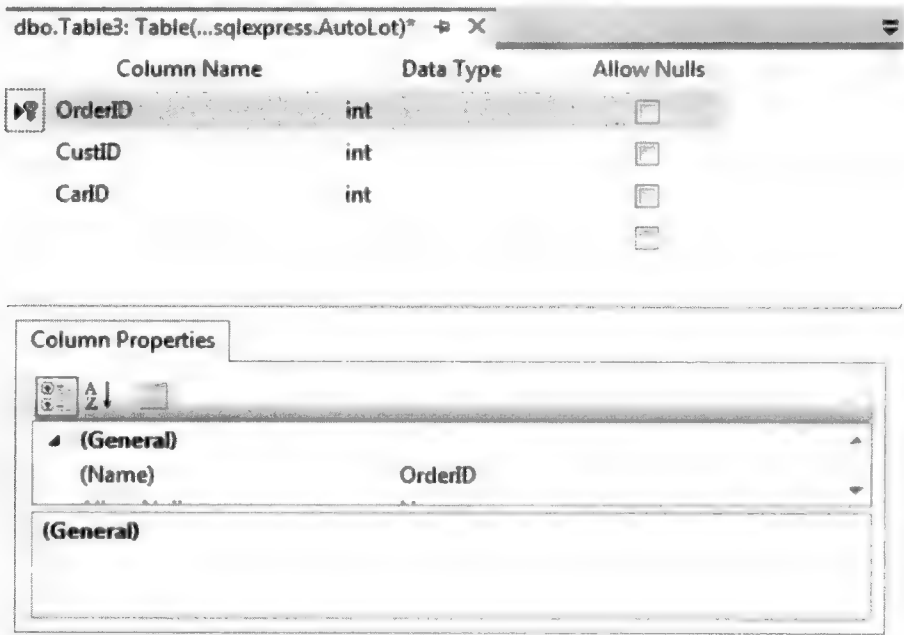 dbo.Table3: Table(...sqlexpress.AutoLot)*
Column Name Data Type Allow Nulls
OrderID int
CustID int
CarID int
Column Properties
A
Z
(General)
(Name) OrderID
(General)